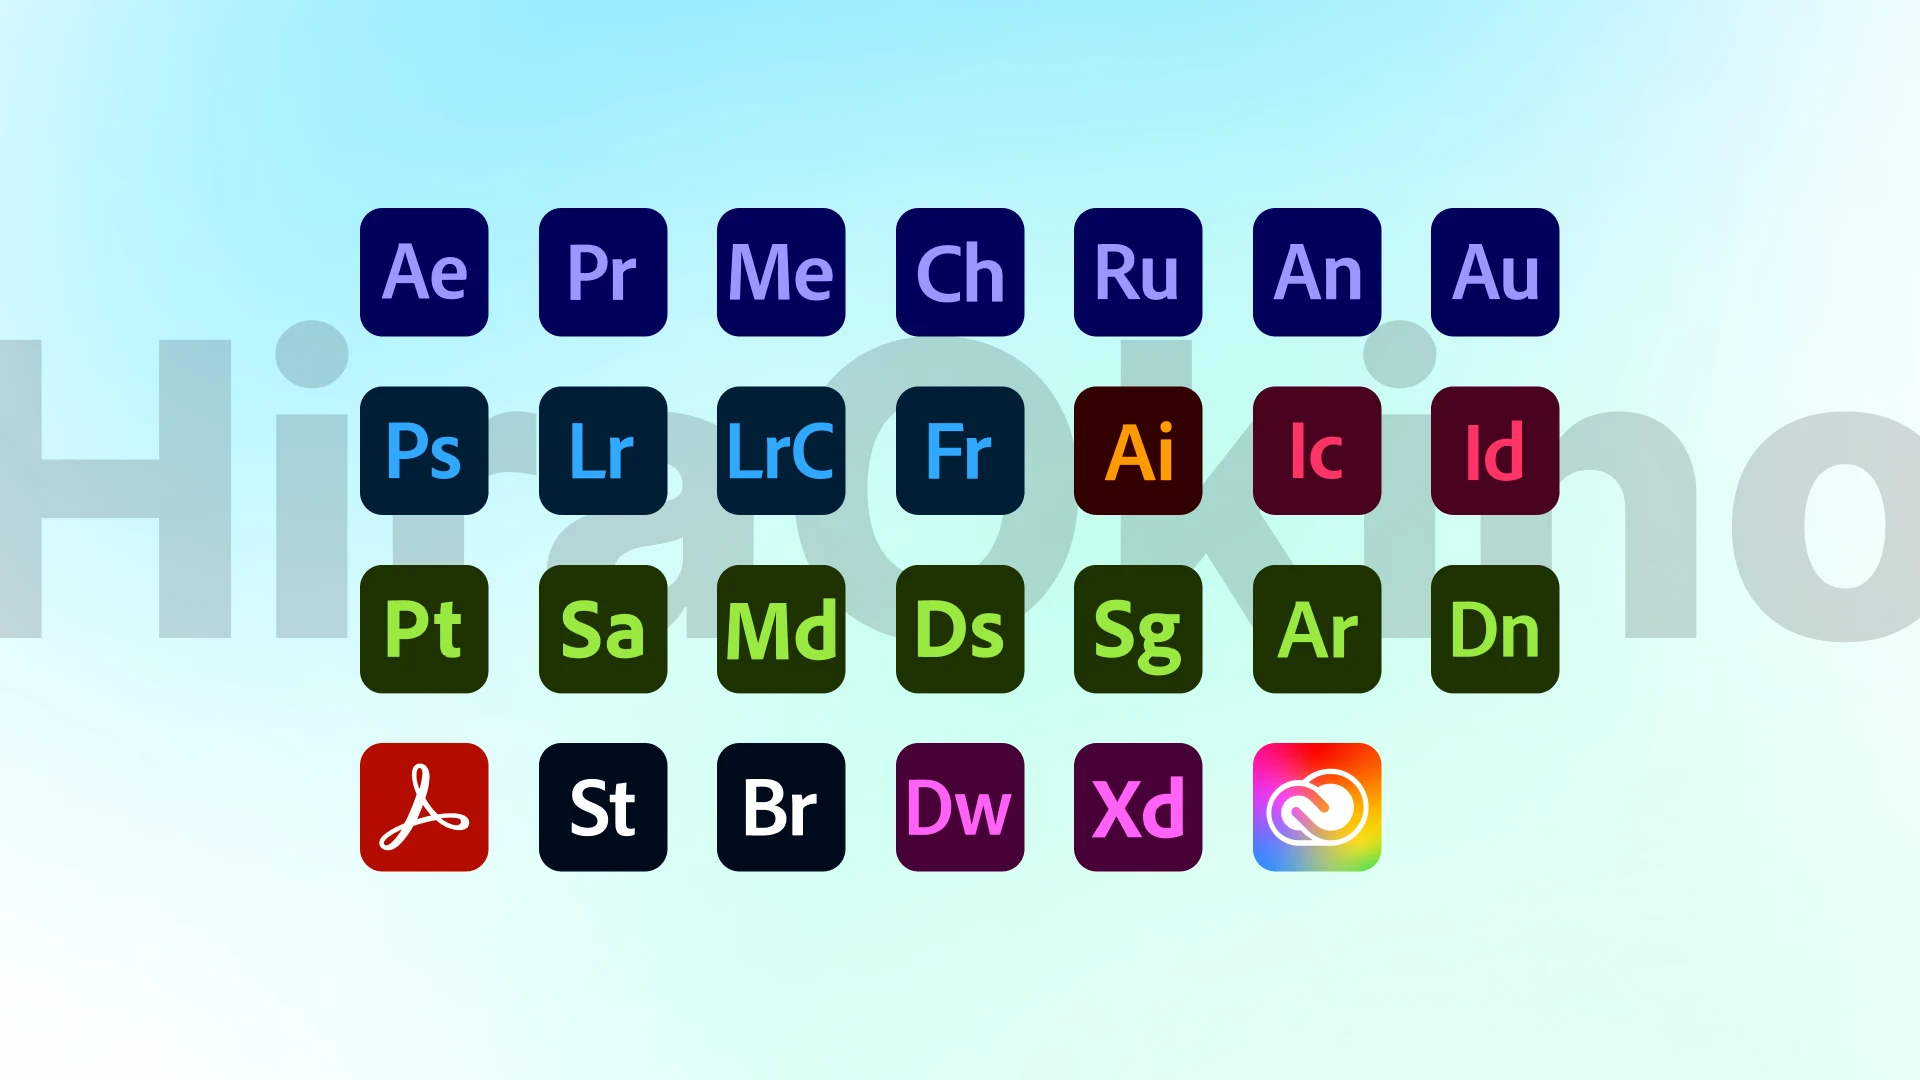 Ae Pr Me Ch Ru An Au
HiraOkino
Ps Lr LrC Fr Ai Ic Id
Pt Sa Md Ds Sg Ar Dn
St Br Dw Xd